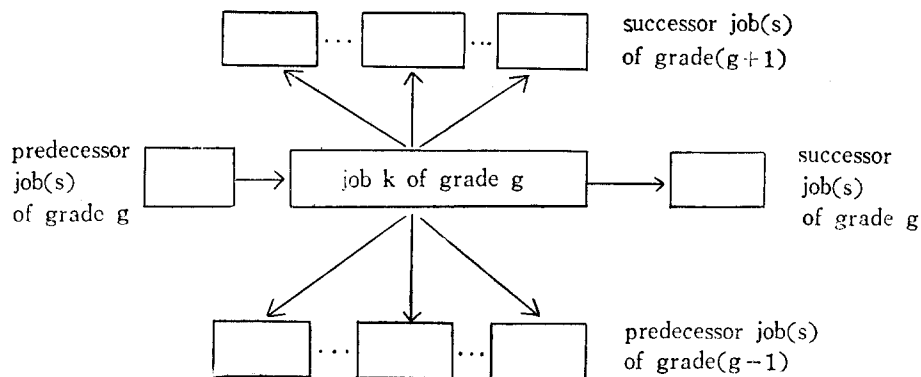 successor job(s)
of grade(g+1)
... ...
predecessor
job(s)
of grade g
job k of grade g
successor
job(s)
of grade g
... ...
predecessor job(s)
of grade(g-1)